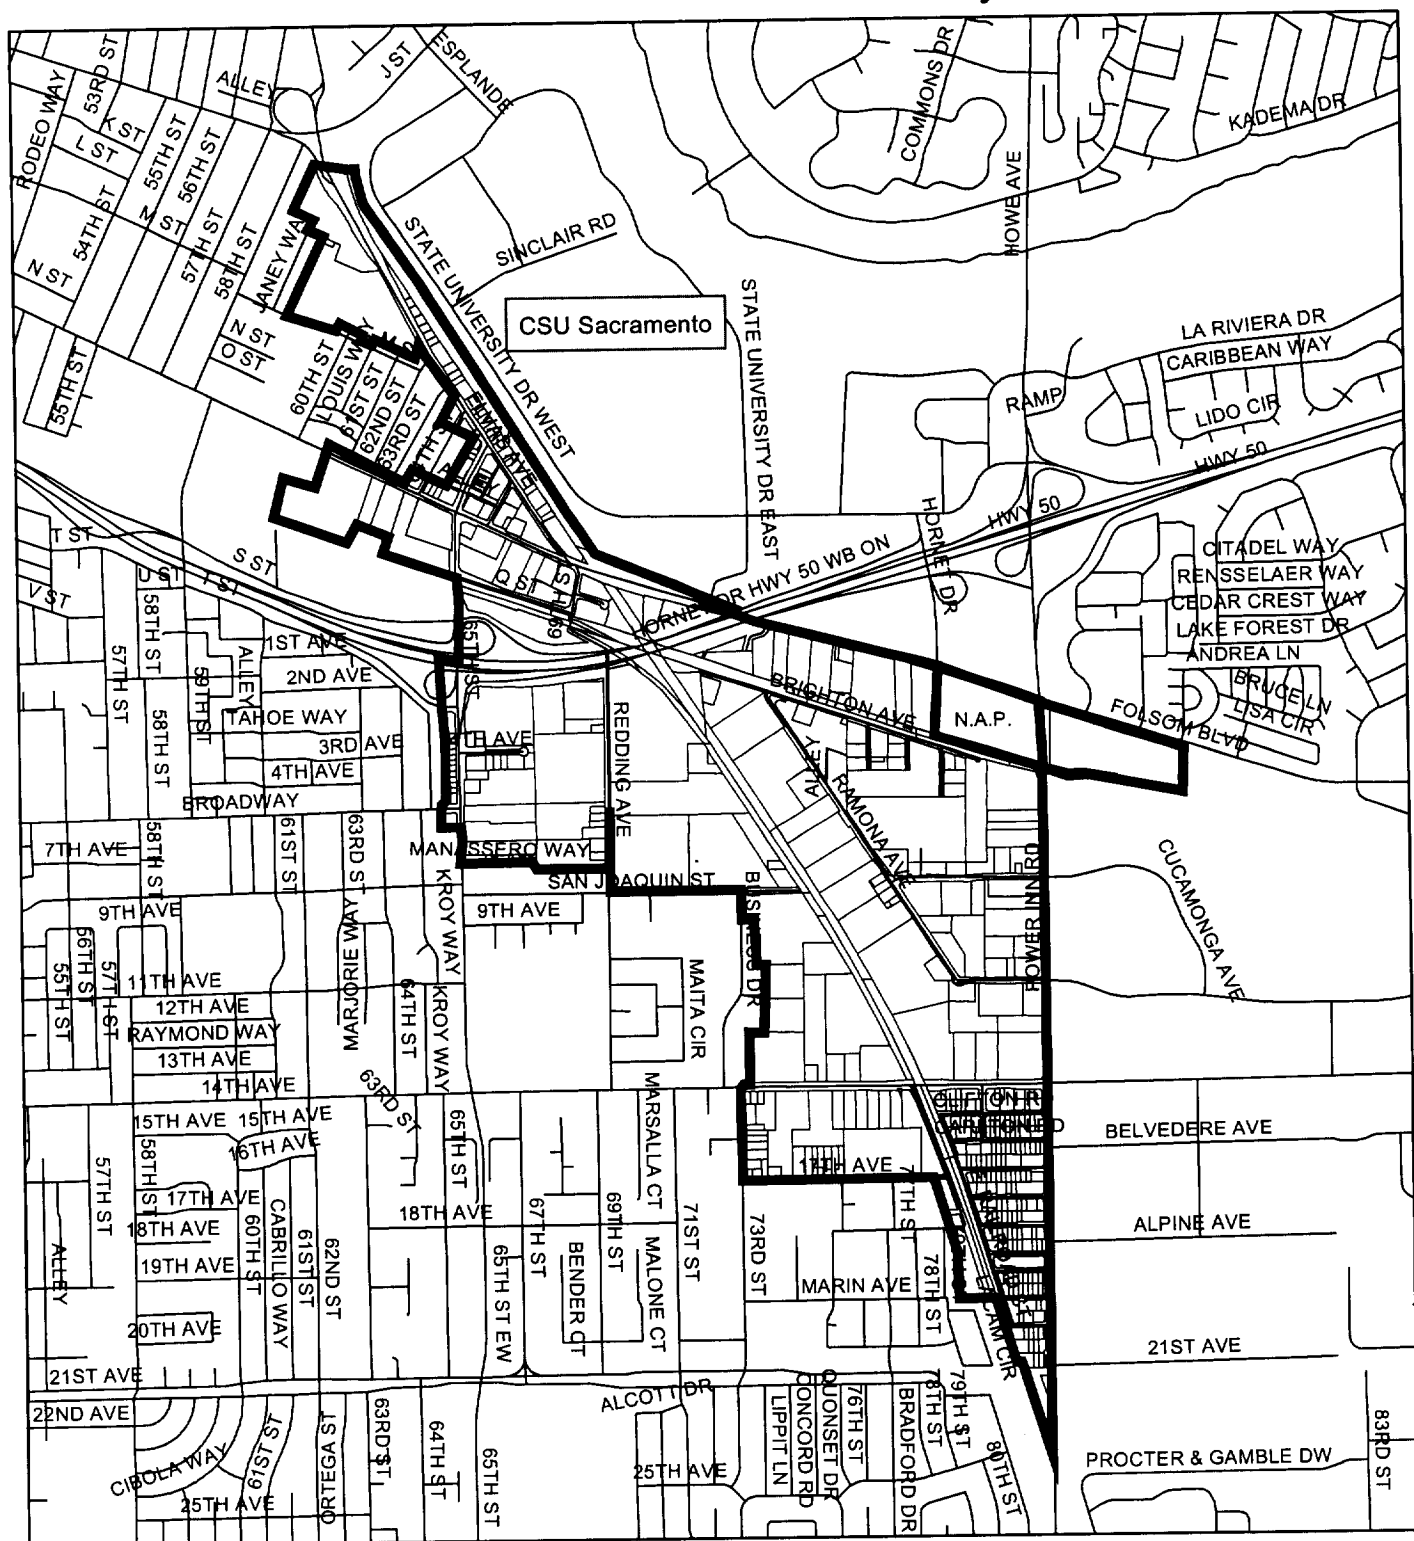 ESPLANDE
J ST
ALLEY
COMMONS DR
KADEMA DR
RODEO WAY
53RD ST
K ST
L ST
55TH ST
56TH ST
54TH ST
M ST
57TH ST
58TH ST
N ST
JANEY WAY
HOWE AVE
STATE UNIVERSITY DR WEST
SINCLAIR RD
CSU Sacramento
STATE UNIVERSITY DR EAST
LA RIVIERA DR
CARIBBEAN WAY
LIDO CIR
RAMP
HWY 50
HWY 50
N ST
O ST
55TH ST
60TH ST
LOUIS WAY
61ST ST
62ND ST
63RD ST
HORNET DR
HORNET DR HWY 50 WB ON
CITADEL WAY
RENSSELAER WAY
CEDAR CREST WAY
LAKE FOREST DR
ANDREA LN
BRUCE LN
LISA CIR
FOLSOM BLVD
T ST
S ST
U ST
T ST
V ST
Q ST
58TH ST
1ST AVE
2ND AVE
57TH ST
59TH ST
ALLEY
65TH ST
TAHOE WAY
3RD AVE
4TH AVE
4TH AVE
58TH ST
BROADWAY
REDDING AVE
BRIGHTON AVE
N.A.P.
ALLEY
RAMONA AVE
7TH AVE
58TH ST
61ST ST
63RD ST
MANASSERO WAY
SAN JOAQUIN ST
BUSINESS DR
POWER INN RD
CUCAMONGA AVE
9TH AVE
9TH AVE
KROY WAY
MARJORIE WAY
56TH ST
55TH ST
57TH ST
11TH AVE
12TH AVE
RAYMOND WAY
13TH AVE
14TH AVE
64TH ST
KROY WAY
MAITA CIR
63RD ST
15TH AVE
15TH AVE
16TH AVE
65TH ST
MARSALLA CT
CLIFTON RD
CARLTON RD
BELVEDERE AVE
57TH ST
58TH ST
17TH AVE
18TH AVE
19TH AVE
20TH AVE
60TH ST
CABRILLO WAY
61ST ST
62ND ST
18TH AVE
67TH ST
69TH ST
71ST ST
73RD ST
17TH AVE
77TH ST
78TH ST
ALPINE AVE
ALLEY
65TH ST EW
BENDER CT
MALONE CT
MARIN AVE
21ST AVE
21ST AVE
22ND AVE
ALCOTT DR
LIPPIT LN
CONCORD RD
QUONSET DR
76TH ST
BRADFORD DR
78TH ST
79TH ST
80TH ST
CIBOLA WAY
61ST ST
ORTEGA ST
63RD ST
64TH ST
65TH ST
25TH AVE
25TH AVE
PROCTER & GAMBLE DW
83RD ST